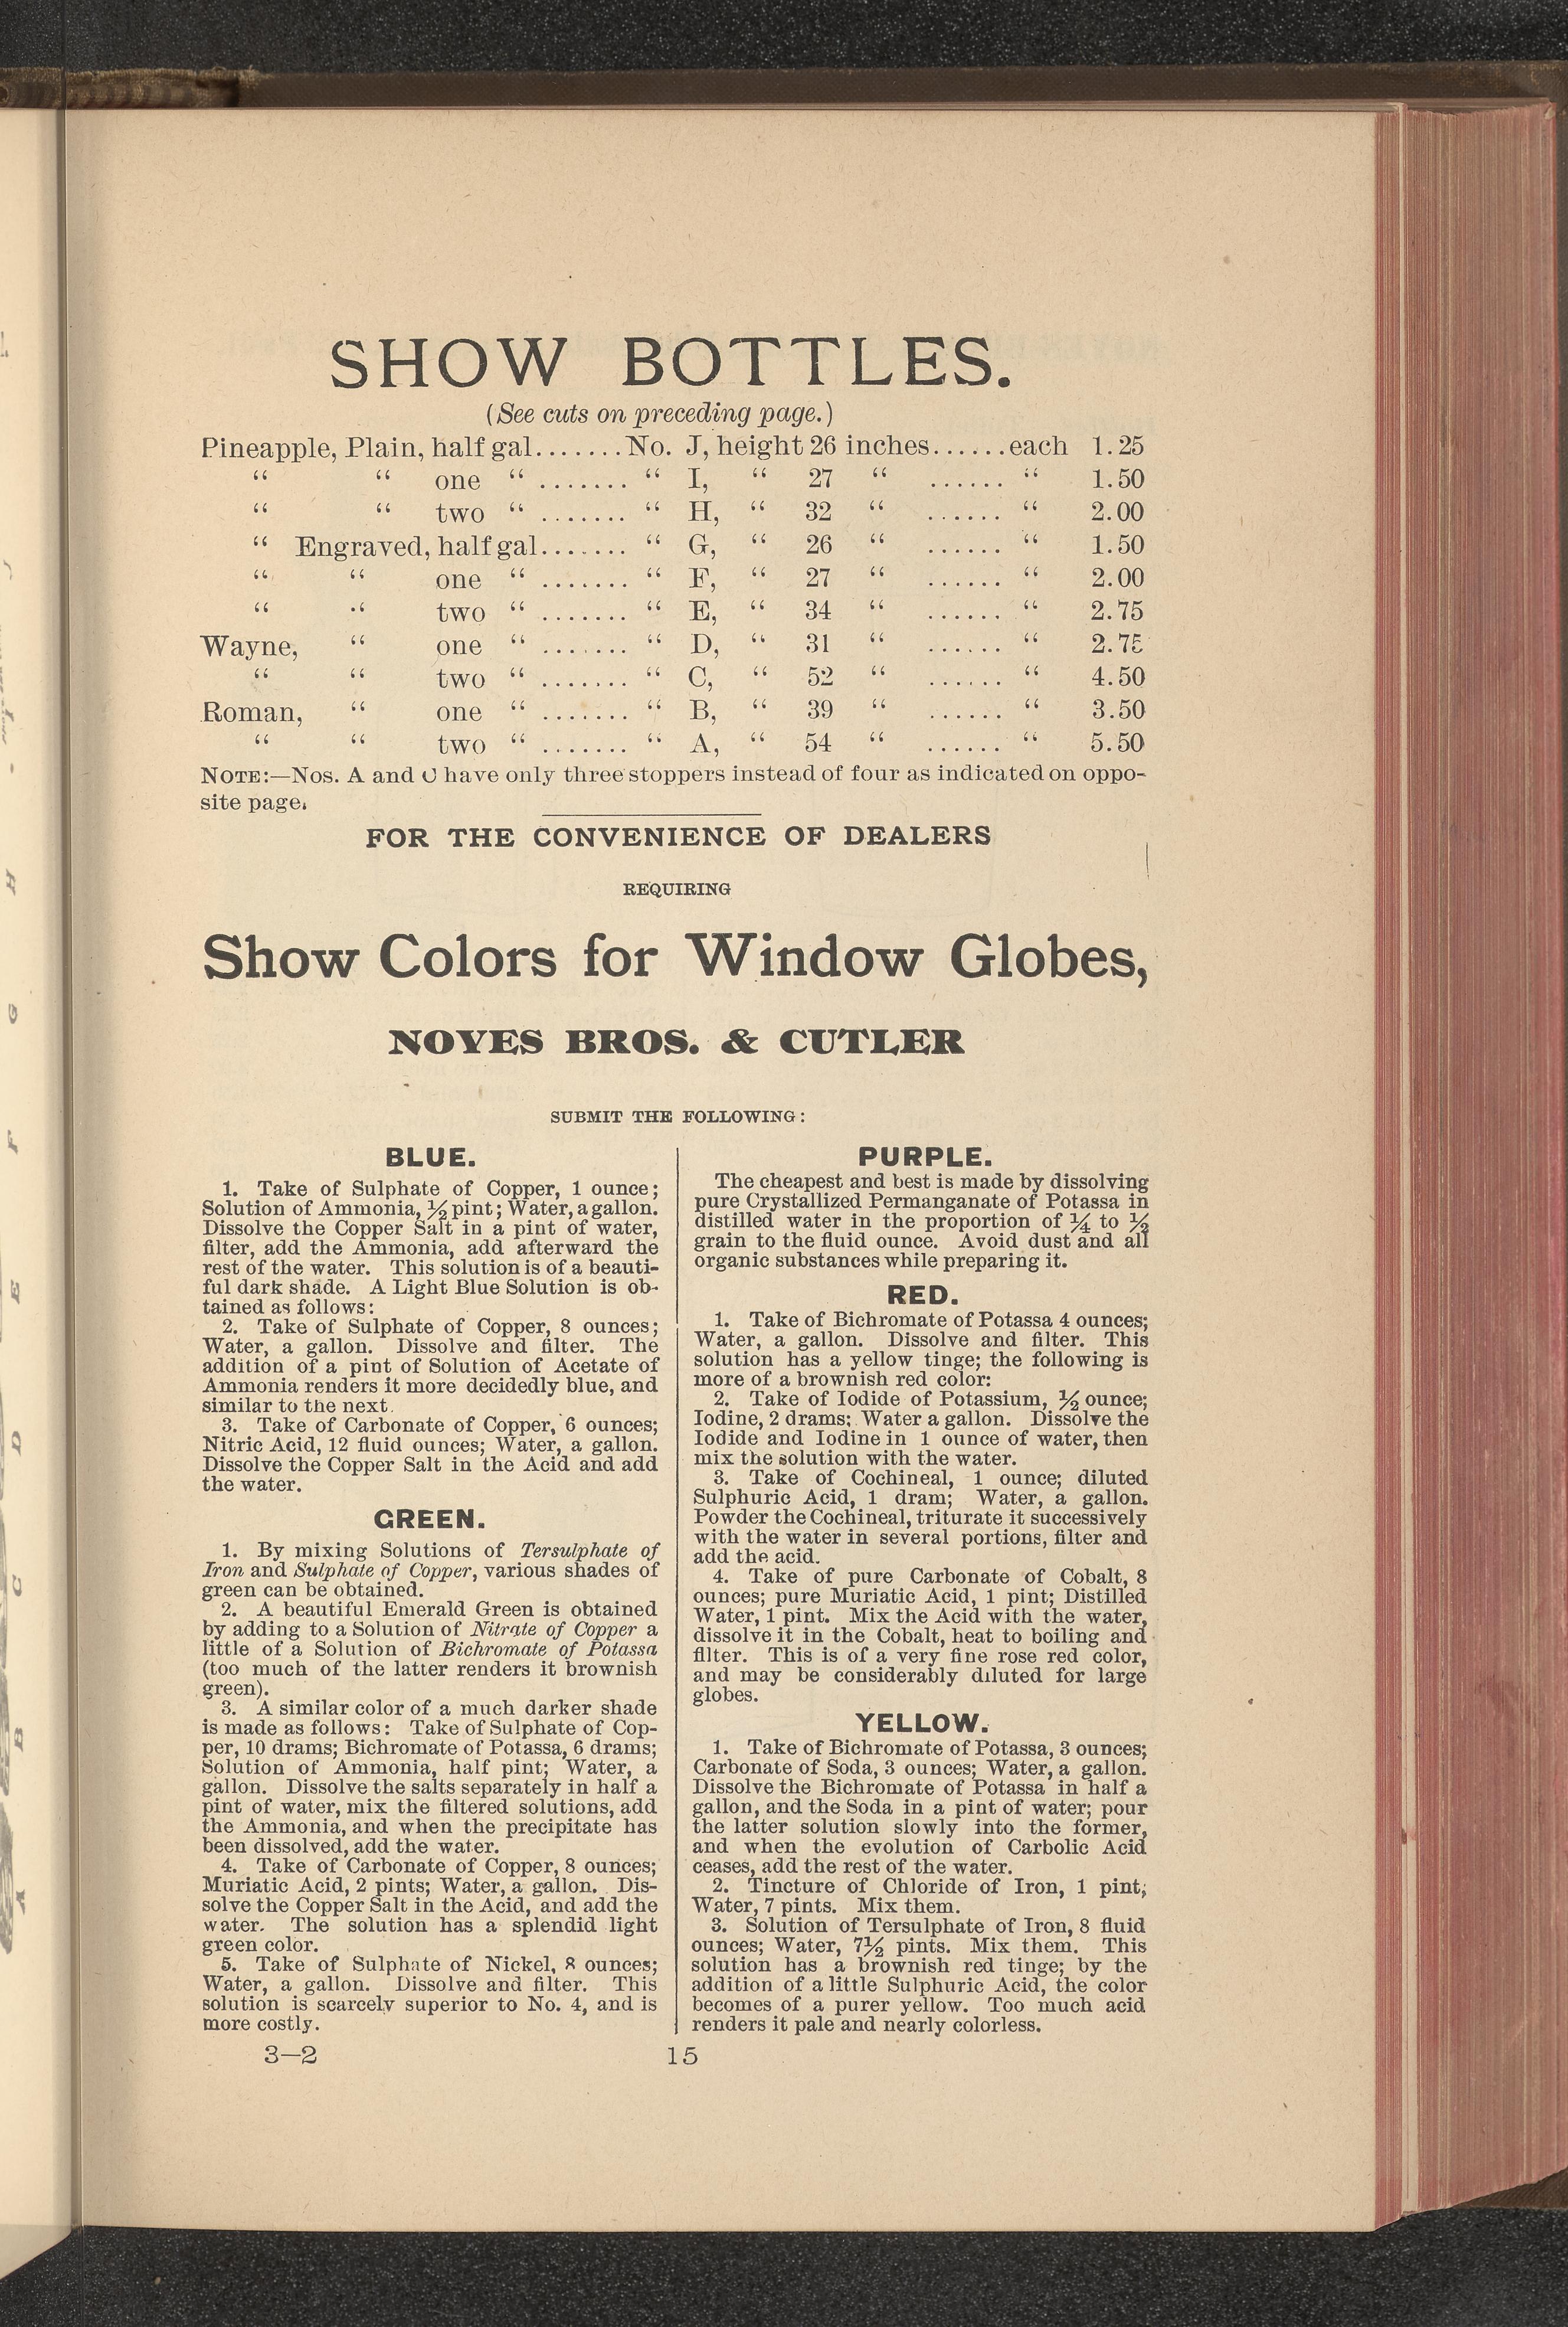 SHOW BOTTLES.
(See cuts on preceding page.)
Pineapple, Plain, half gal.......No. J, height 26 inches......each 1.25
“ “ one “ ....... “ I, “ 27 “ ...... “ 1.50
“ “ two “ ....... “ H, “ 32 “ ...... “ 2.00
“ Engraved, half gal....... “ G, “ 26 “ ...... “ 1.50
“ “ one “ ....... “ F, “ 27 “ ...... “ 2.00
“ “ two “ ....... “ E, “ 34 “ ...... “ 2.75
Wayne, “ one “ ....... “ D, “ 31 “ ...... “ 2.75
“ “ two “ ....... “ C, “ 52 “ ...... “ 4.50
Roman, “ one “ ....... “ B, “ 39 “ ...... “ 3.50
“ “ two “ ....... “ A, “ 54 “ ...... “ 5.50
NOTE:—Nos. A and C have only three stoppers instead of four as indicated on oppo-
site page.
FOR THE CONVENIENCE OF DEALERS
REQUIRING
Show Colors for Window Globes,
NOYES BROS. & CUTLER
SUBMIT THE FOLLOWING:
BLUE.
1. Take of Sulphate of Copper, 1 ounce;
Solution of Ammonia, ½ pint; Water, a gallon.
Dissolve the Copper Salt in a pint of water,
filter, add the Ammonia, add afterward the
rest of the water. This solution is of a beauti-
ful dark shade. A Light Blue Solution is ob-
tained as follows:
2. Take of Sulphate of Copper, 8 ounces;
Water, a gallon. Dissolve and filter. The
addition of a pint of Solution of Acetate of
Ammonia renders it more decidedly blue, and
similar to the next.
3. Take of Carbonate of Copper, 6 ounces;
Nitric Acid, 12 fluid ounces; Water, a gallon.
Dissolve the Copper Salt in the Acid and add
the water.
GREEN.
1. By mixing Solutions of Tersulphate of
Iron and Sulphate of Copper, various shades of
green can be obtained.
2. A beautiful Emerald Green is obtained
by adding to a Solution of Nitrate of Copper a
little of a Solution of Bichromate of Potassa
(too much of the latter renders it brownish
green).
3. A similar color of a much darker shade
is made as follows: Take of Sulphate of Cop-
per, 10 drams; Bichromate of Potassa, 6 drams;
Solution of Ammonia, half pint; Water, a
gallon. Dissolve the salts separately in half a
pint of water, mix the filtered solutions, add
the Ammonia, and when the precipitate has
been dissolved, add the water.
4. Take of Carbonate of Copper, 8 ounces;
Muriatic Acid, 2 pints; Water, a gallon. Dis-
solve the Copper Salt in the Acid, and add the
water. The solution has a splendid light
green color.
5. Take of Sulphate of Nickel, 8 ounces;
Water, a gallon. Dissolve and filter. This
solution is scarcely superior to No. 4, and is
more costly.
PURPLE.
The cheapest and best is made by dissolving
pure Crystallized Permanganate of Potassa in
distilled water in the proportion of ¼ to ½
grain to the fluid ounce. Avoid dust and all
organic substances while preparing it.
RED.
1. Take of Bichromate of Potassa 4 ounces;
Water, a gallon. Dissolve and filter. This
solution has a yellow tinge; the following is
more of a brownish red color:
2. Take of Iodide of Potassium, ½ ounce;
Iodine, 2 drams; Water a gallon. Dissolve the
Iodide and Iodine in 1 ounce of water, then
mix the solution with the water.
3. Take of Cochineal, 1 ounce; diluted
Sulphuric Acid, 1 dram; Water, a gallon.
Powder the Cochineal, triturate it successively
with the water in several portions, filter and
add the acid.
4. Take of pure Carbonate of Cobalt, 8
ounces; pure Muriatic Acid, 1 pint; Distilled
Water, 1 pint. Mix the Acid with the water,
dissolve it in the Cobalt, heat to boiling and
filter. This is of a very fine rose red color,
and may be considerably diluted for large
globes.
YELLOW.
1. Take of Bichromate of Potassa, 3 ounces;
Carbonate of Soda, 3 ounces; Water, a gallon.
Dissolve the Bichromate of Potassa in half a
gallon, and the Soda in a pint of water; pour
the latter solution slowly into the former,
and when the evolution of Carbolic Acid
ceases, add the rest of the water.
2. Tincture of Chloride of Iron, 1 pint;
Water, 7 pints. Mix them.
3. Solution of Tersulphate of Iron, 8 fluid
ounces; Water, 7½ pints. Mix them. This
solution has a brownish red tinge; by the
addition of a little Sulphuric Acid, the color
becomes of a purer yellow. Too much acid
renders it pale and nearly colorless.
3—2
15
H
G
F
E
D
C
B
A